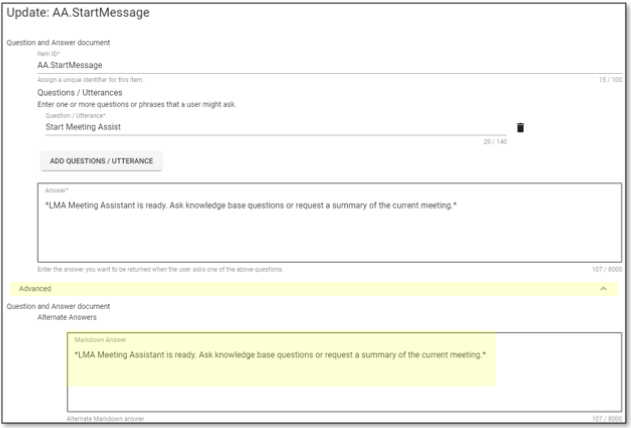 Update: AA.StartMessage
Question and Answer document
Item ID*
AA.StartMessage
Assign a unique identifier for this item.
15 / 100
Questions / Utterances
Enter one or more questions or phrases that a user might ask.
Question / Utterance*
Start Meeting Assist
20 / 140
ADD QUESTIONS / UTTERANCE
Answer*
*LMA Meeting Assistant is ready. Ask knowledge base questions or request a summary of the current meeting.*
Enter the answer you want to be returned when the user asks one of the above questions.
107 / 8000
Advanced
Question and Answer document
Alternate Answers
Markdown Answer
*LMA Meeting Assistant is ready. Ask knowledge base questions or request a summary of the current meeting.*
Alternate Markdown answer
107 / 8000